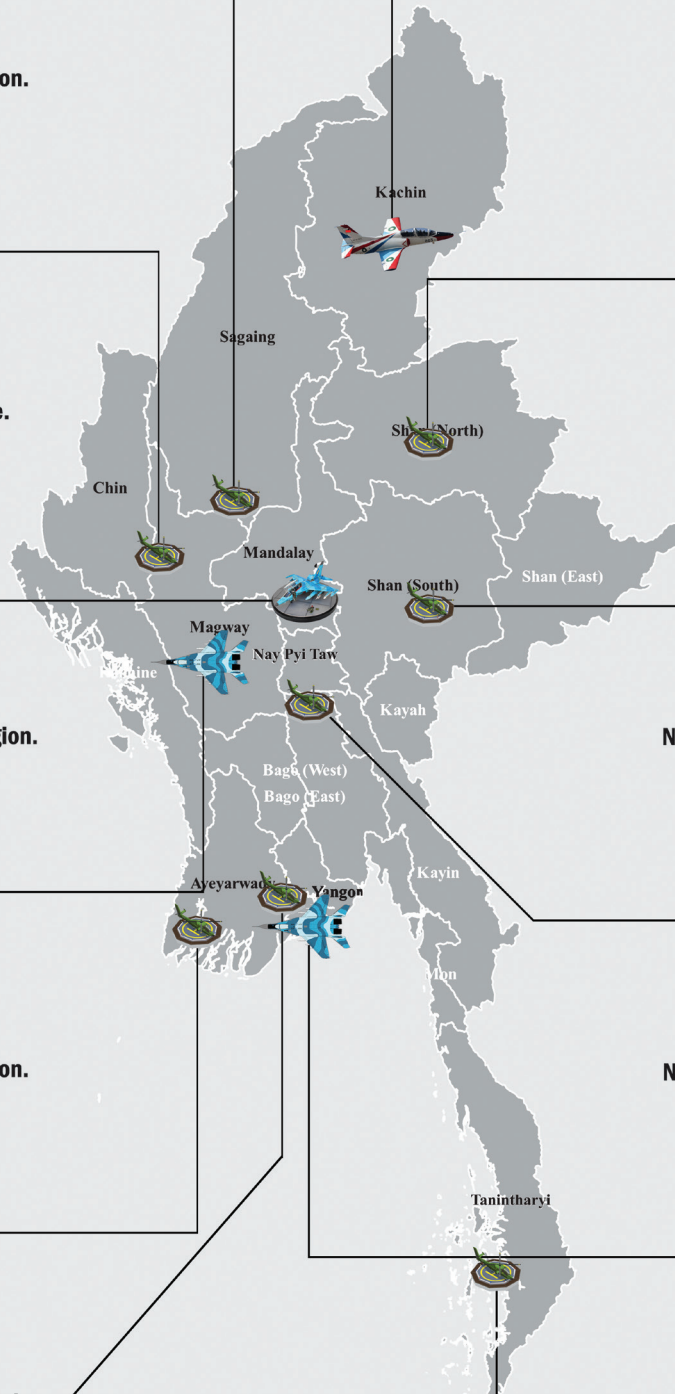 on.
Kachin
Sagaing
e.
Shan (North)
Chin
Mandalay
Shan (East)
Shan (South)
Magway
Nay Pyi Taw
Kayah
gion.
N
Bago (West)
Bago (East)
Kayin
Ayeyarwady
Yangon
Mon
on.
N
Tanintharyi